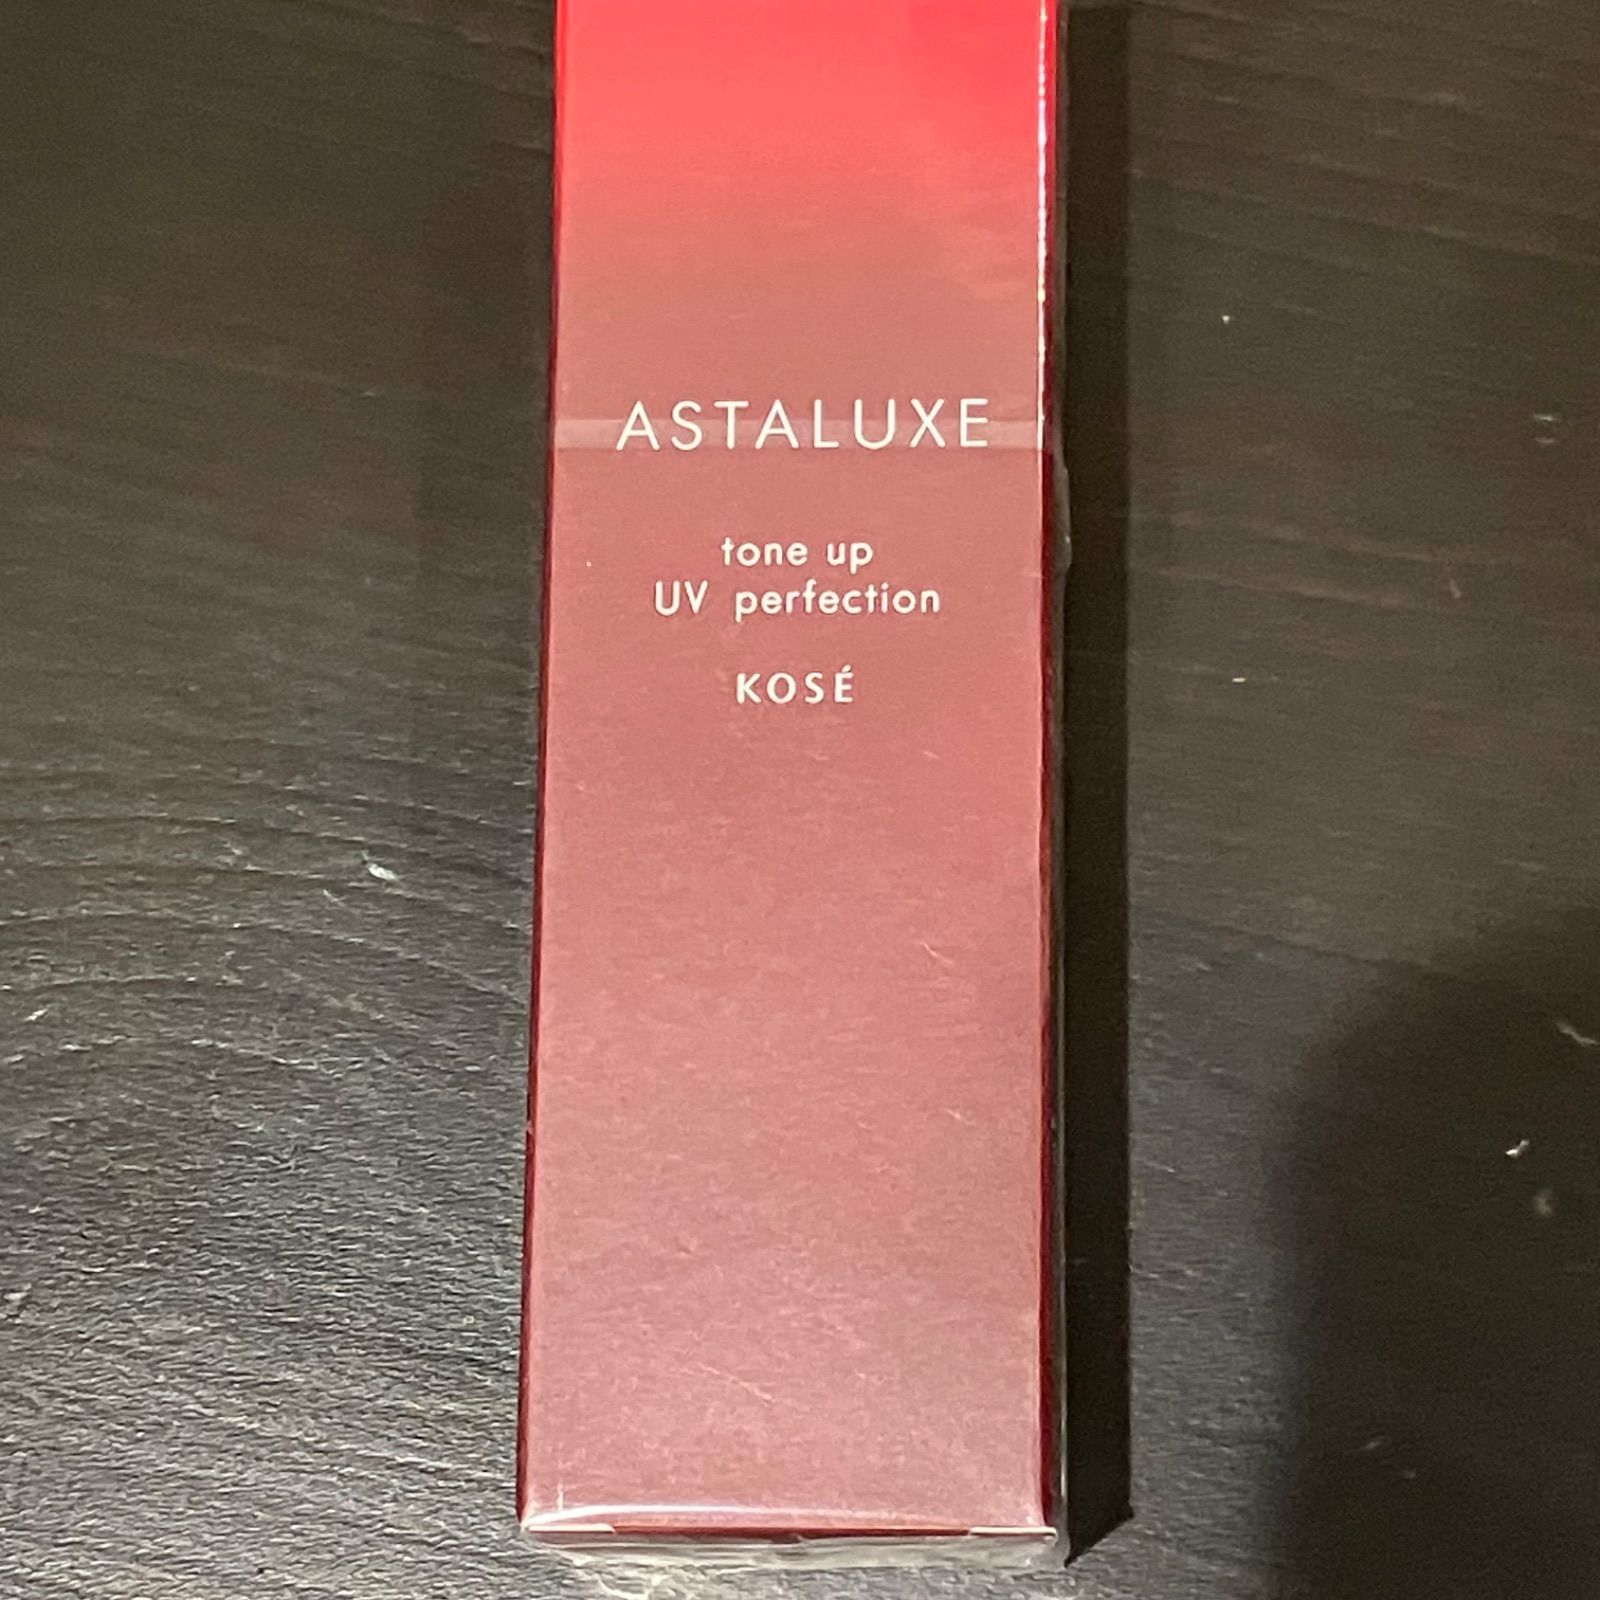 ASTALUXE
tone up
UV perfection
KOSÉ